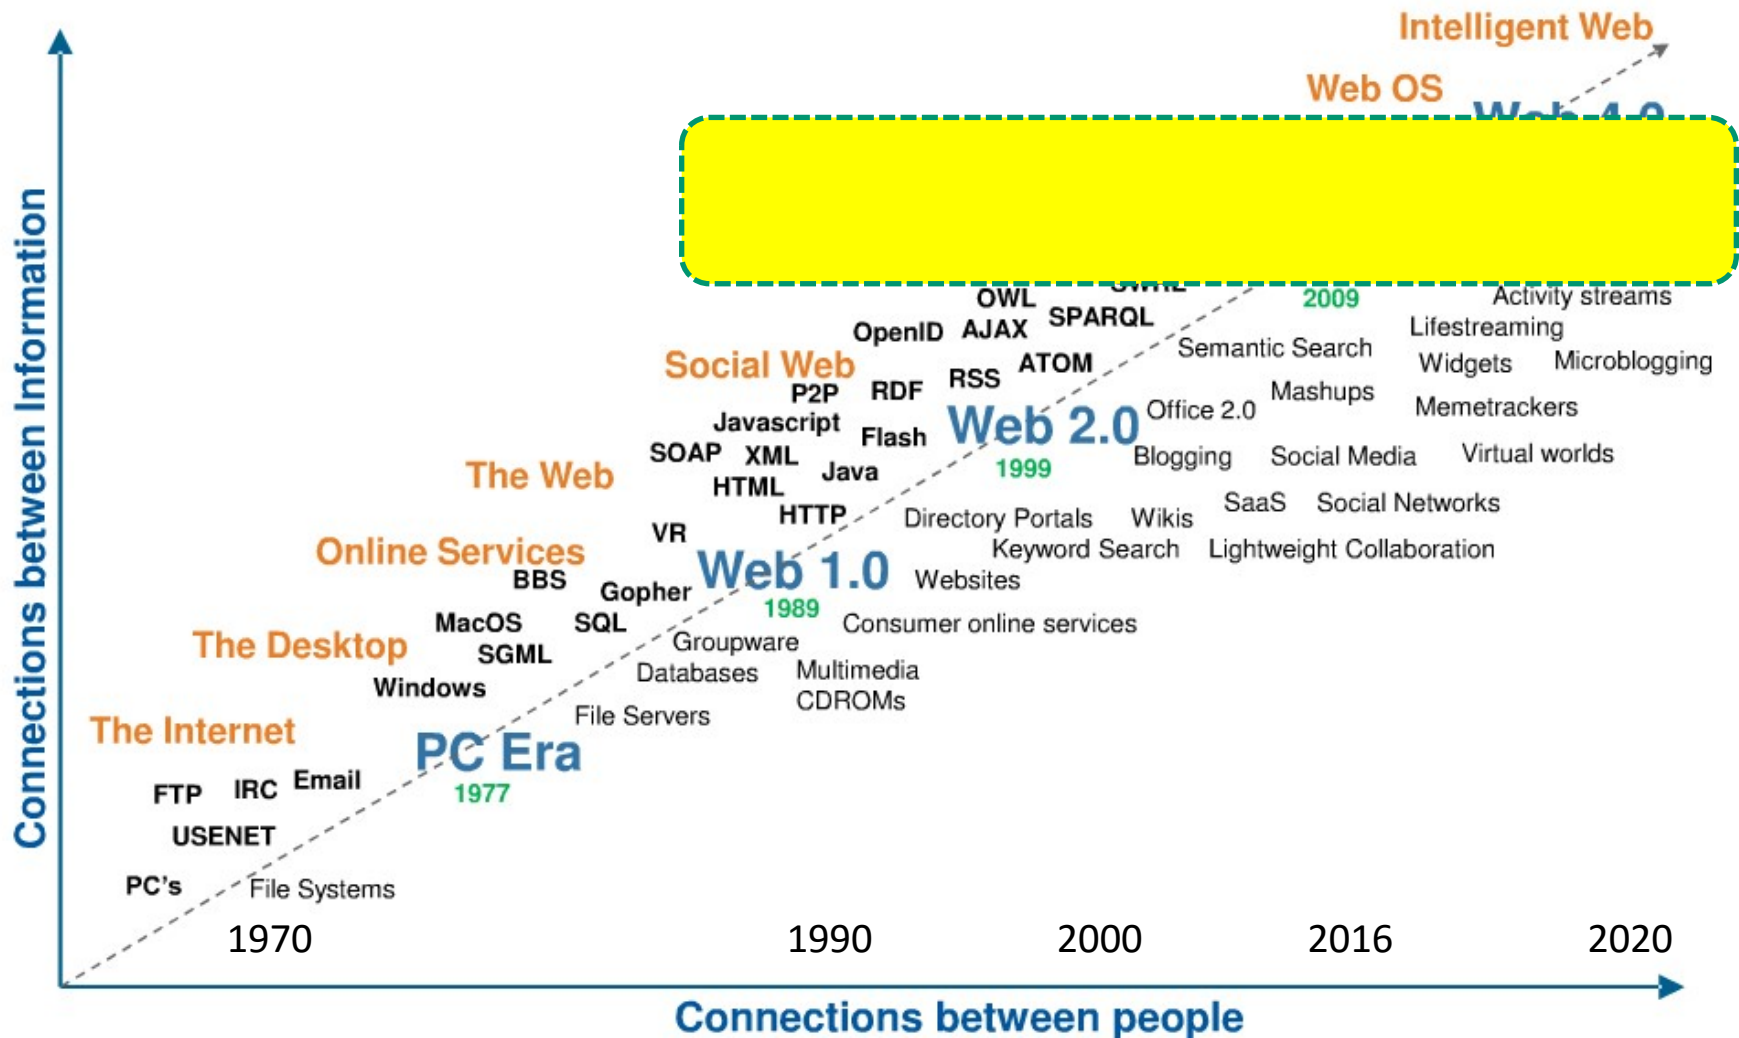 Intelligent Web
Web OS
Web 4.0
2009
OWL
SPARQL
Activity streams
OpenID
AJAX
Lifestreaming
Semantic Search
Social Web
ATOM
Widgets
Microblogging
P2P
RDF
RSS
Mashups
Javascript
Flash
Web 2.0
Office 2.0
Memetrackers
SOAP
XML
Java
1999
Blogging
Social Media
Virtual worlds
The Web
HTML
HTTP
Directory Portals
Wikis
SaaS
Social Networks
VR
Keyword Search
Lightweight Collaboration
Online Services
BBS
Gopher
Web 1.0
Websites
1989
MacOS
SQL
Consumer online services
The Desktop
SGML
Groupware
Windows
Databases
Multimedia
CDROMs
File Servers
The Internet
PC Era
1977
FTP
IRC
Email
USENET
PC's
File Systems
1970
1990
2000
2016
2020
Connections between people
Connections between Information